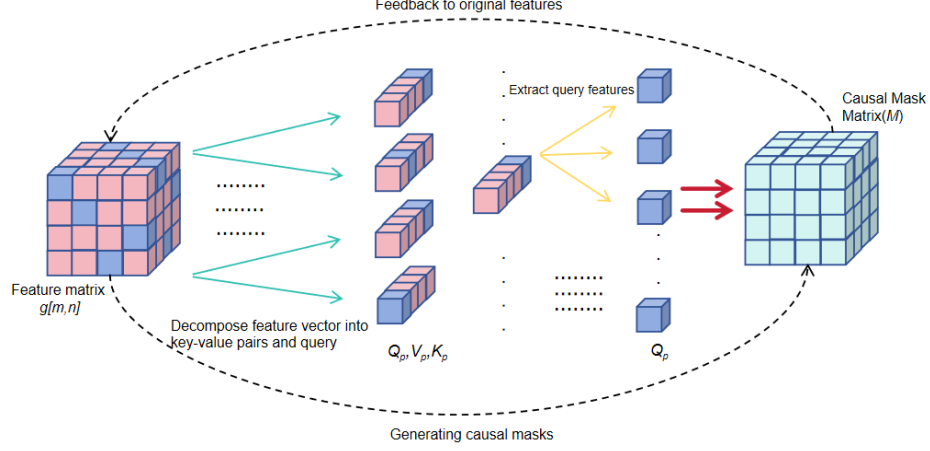 Feedback to original features
Extract query features
Causal Mask
Matrix(M)
Feature matrix
g[m,n]
Decompose feature vector into
key-value pairs and query
Qp,Vp,Kp
Qp
Generating causal masks